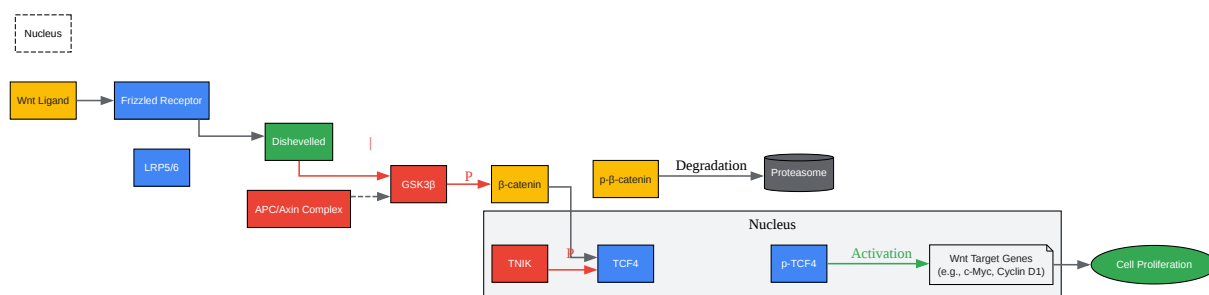 Nucleus
Wnt Ligand
Frizzled Receptor
LRP5/6
Dishevelled
|
APC/Axin Complex
GSK3β
P
β-catenin
p-β-catenin
Degradation
Proteasome
Nucleus
TNIK
P
TCF4
p-TCF4
Activation
Wnt Target Genes
(e.g., c-Myc, Cyclin D1)
Cell Proliferation